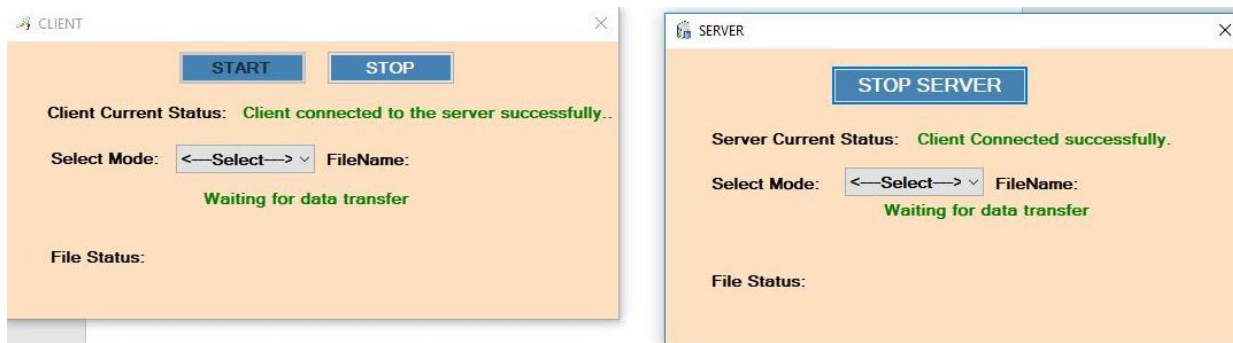 CLIENT
START STOP
Client Current Status: Client connected to the server successfully..
Select Mode: <---Select---> FileName:
Waiting for data transfer
File Status:
SERVER
STOP SERVER
Server Current Status: Client Connected successfully.
Select Mode: <---Select---> FileName:
Waiting for data transfer
File Status: